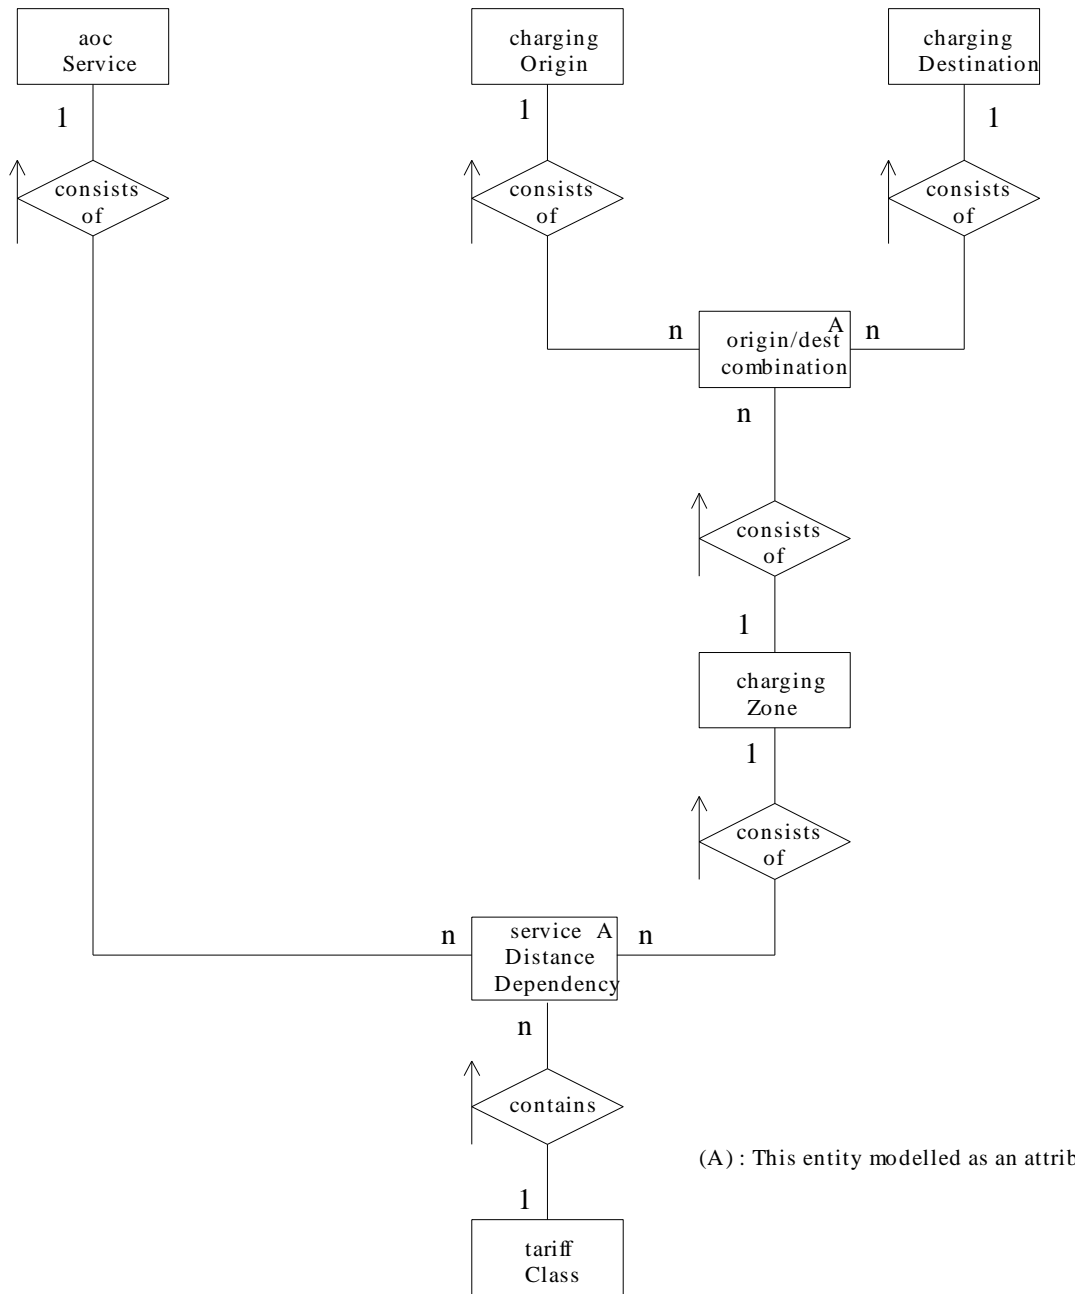 aoc
Service
charging
Origin
charging
Destination
1
1
1
consists
of
consists
of
consists
of
n
A
origin/dest
combination
n
n
consists
of
1
charging
Zone
1
consists
of
n
service A
Distance
Dependency
n
n
contains
(A) : This entity modelled as an attrib
1
tariff
Class